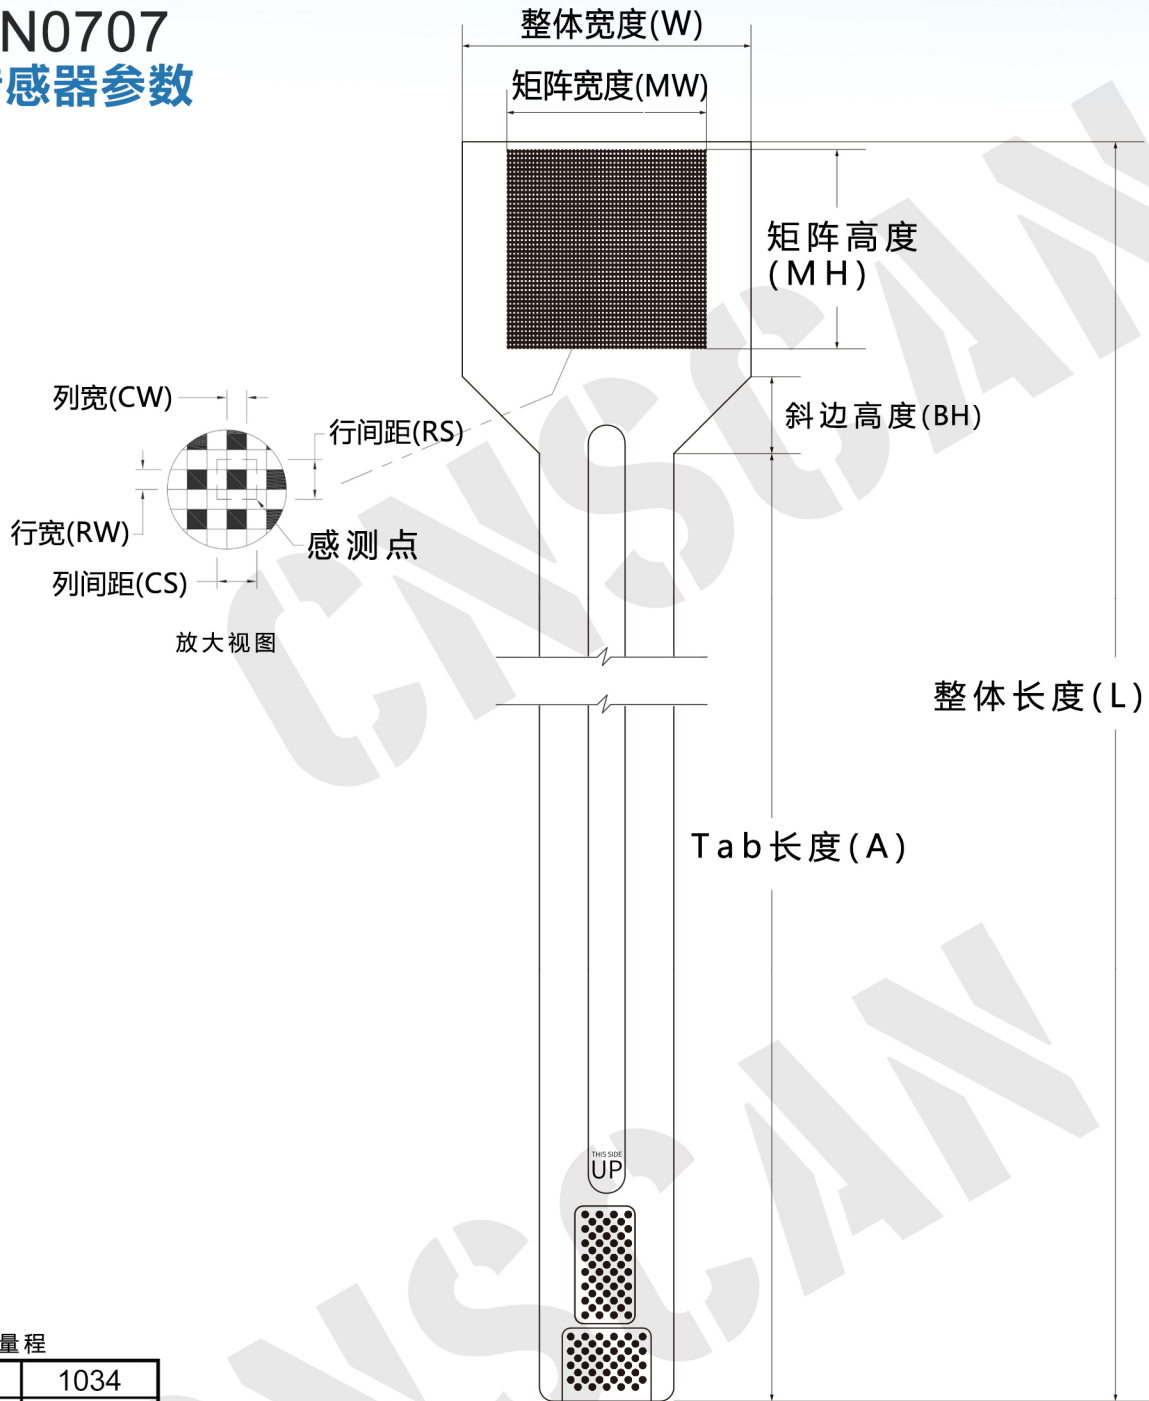 N0707
感器参数
整体宽度(W)
矩阵宽度(MW)
矩阵高度
(MH)
列宽(CW)
行间距(RS)
斜边高度(BH)
行宽(RW)
感测点
列间距(CS)
放大视图
整体长度(L)
Tab长度(A)
THIS SIDE
UP
量程
1034
CNSCAN
CNSCAN